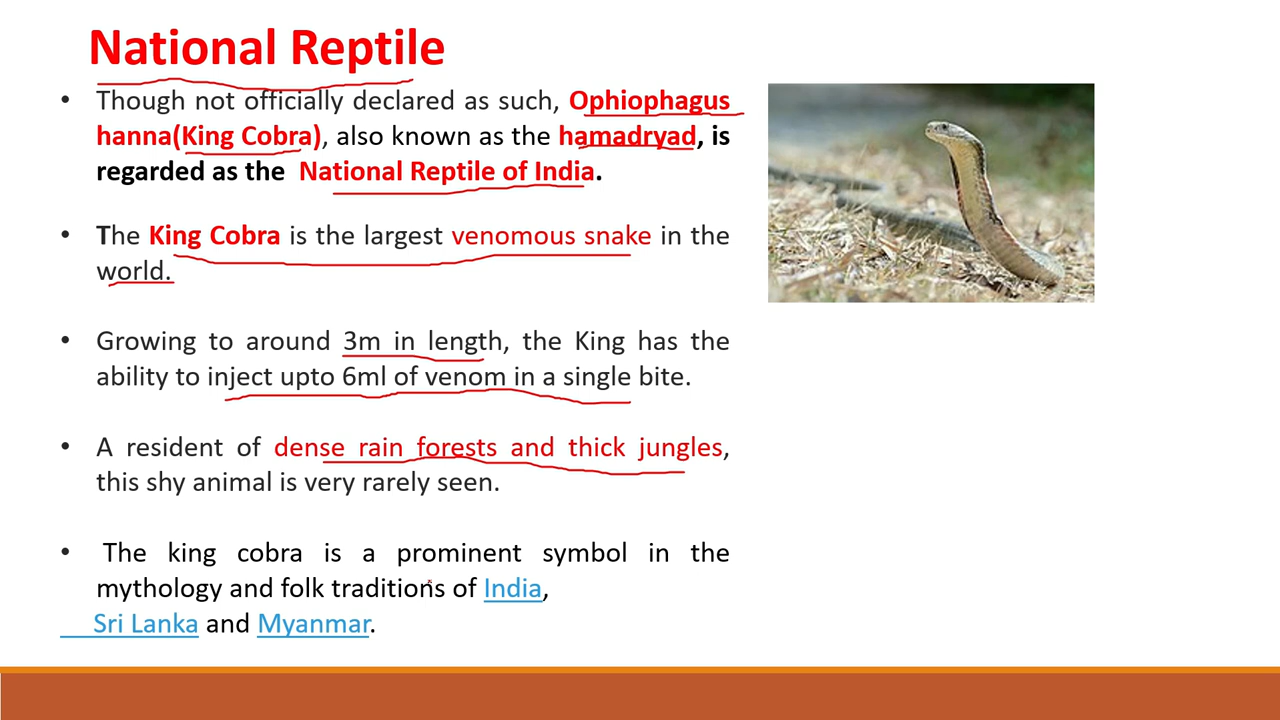 National Reptile
• Though not officially declared as such, Ophiophagus
hanna(King Cobra), also known as the hamadryad, is
regarded as the National Reptile of India.
• The King Cobra is the largest venomous snake in the
world.
• Growing to around 3m in length, the King has the
ability to inject upto 6ml of venom in a single bite.
• A resident of dense rain forests and thick jungles,
this shy animal is very rarely seen.
• The king cobra is a prominent symbol in the
mythology and folk traditions of India,
Sri Lanka and Myanmar.